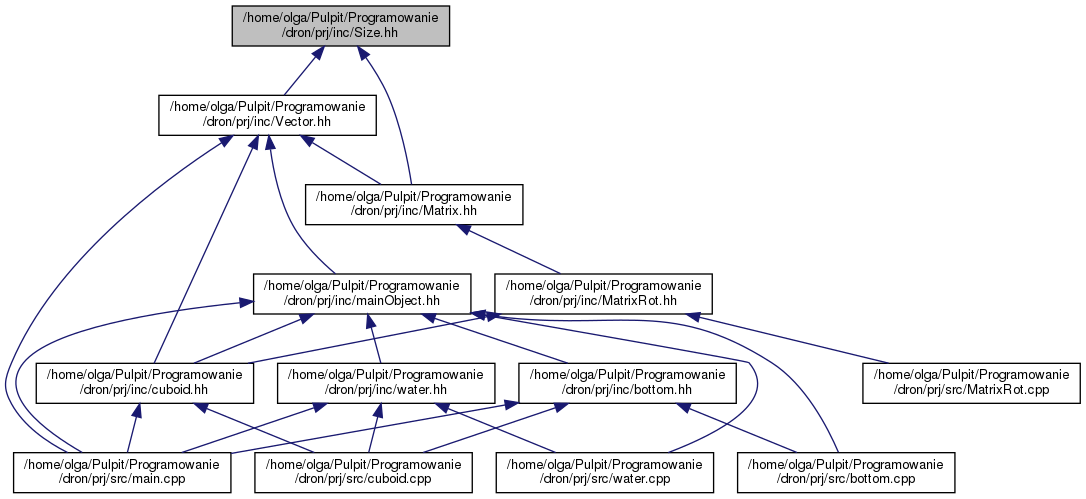 /home/olga/Pulpit/Programowanie
/dron/prj/inc/Size.hh
/home/olga/Pulpit/Programowanie
/dron/prj/inc/Vector.hh
/home/olga/Pulpit/Programowanie
/dron/prj/inc/Matrix.hh
/home/olga/Pulpit/Programowanie
/dron/prj/inc/mainObject.hh
/home/olga/Pulpit/Programowanie
/dron/prj/inc/MatrixRot.hh
/home/olga/Pulpit/Programowanie
/dron/prj/inc/cuboid.hh
/home/olga/Pulpit/Programowanie
/dron/prj/inc/water.hh
/home/olga/Pulpit/Programowanie
/dron/prj/inc/bottom.hh
/home/olga/Pulpit/Programowanie
/dron/prj/src/MatrixRot.cpp
/home/olga/Pulpit/Programowanie
/dron/prj/src/main.cpp
/home/olga/Pulpit/Programowanie
/dron/prj/src/cuboid.cpp
/home/olga/Pulpit/Programowanie
/dron/prj/src/water.cpp
/home/olga/Pulpit/Programowanie
/dron/prj/src/bottom.cpp